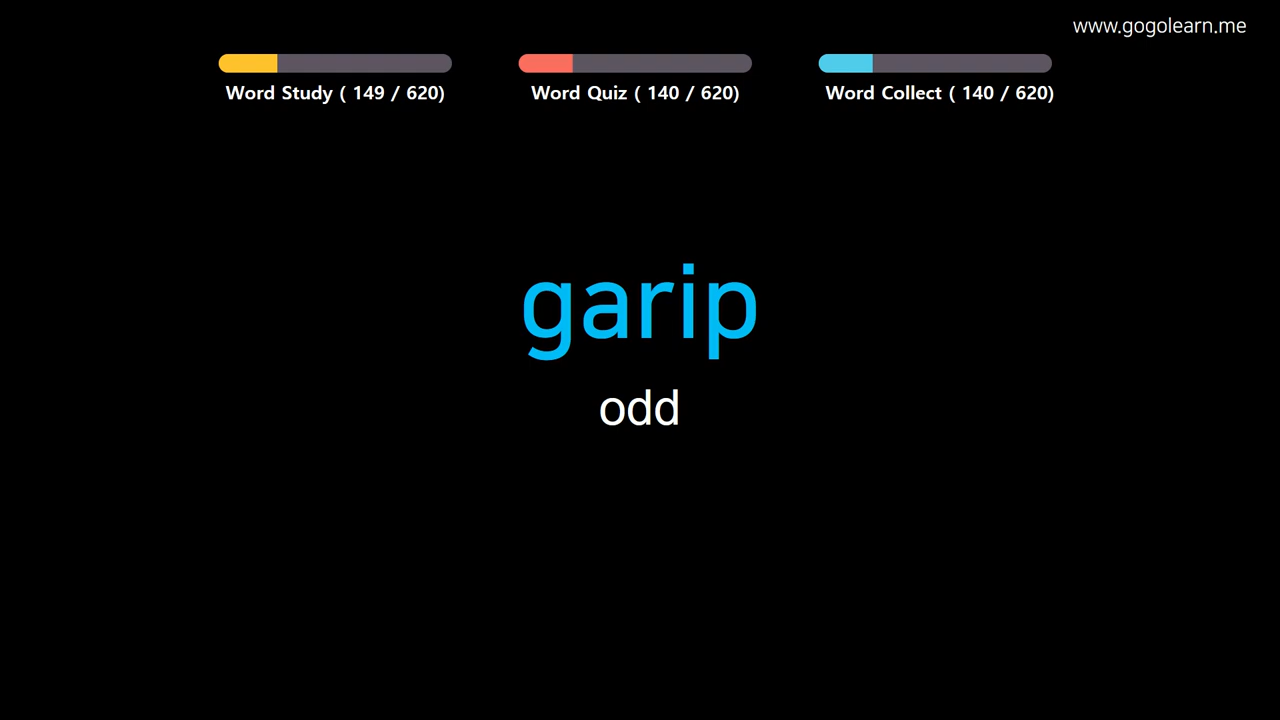 www.gogolearn.me
Word Study ( 149 / 620)
Word Quiz ( 140 / 620)
Word Collect ( 140 / 620)
garip
odd